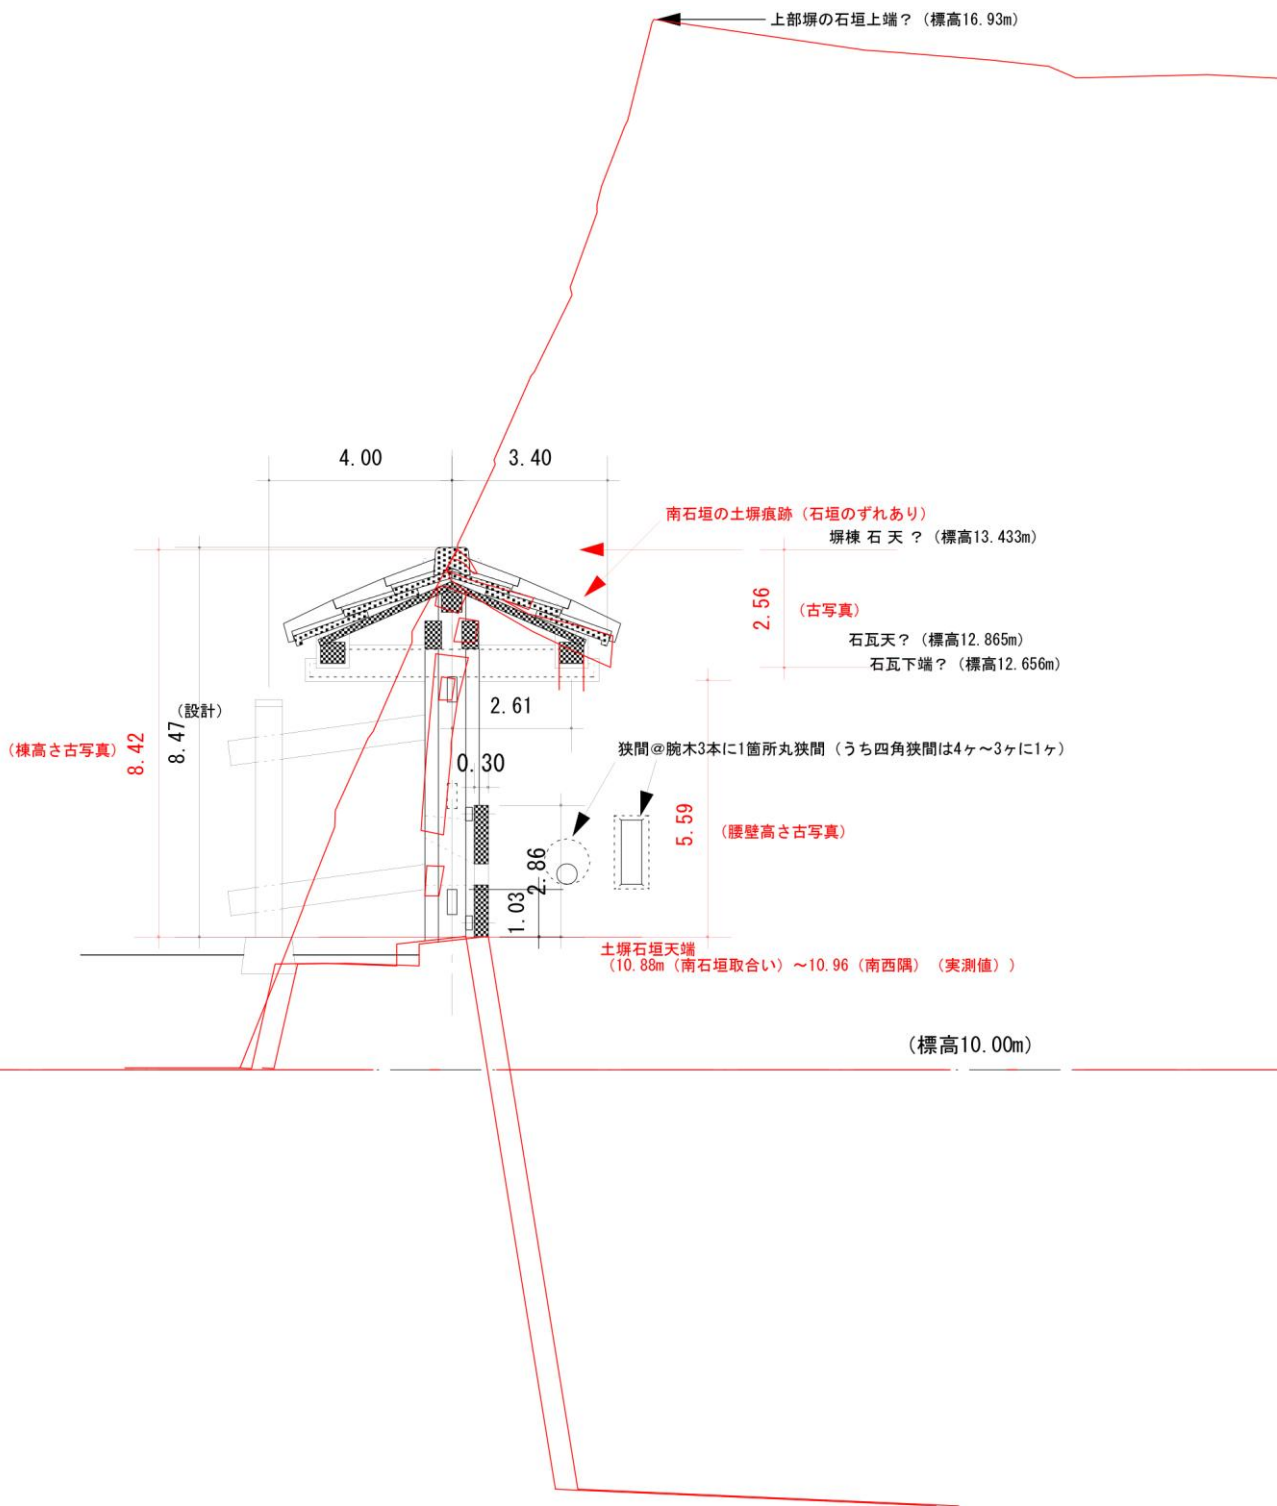 上部塀の石垣上端？（標高16.93m）
4.00
3.40
南石垣の土塀痕跡（石垣のずれあり）
塀棟 石 天 ？（標高13.433m）
2.56
（古写真）
石瓦天？（標高12.865m）
石瓦下端？（標高12.656m）
2.61
（設計）
（棟高さ古写真）
8.42
8.47
狭間@腕木3本に1箇所丸狭間（うち四角狭間は4ヶ～3ヶに1ヶ）
0.30
5.59
（腰壁高さ古写真）
2.86
1.03
土塀石垣天端
（10.88m（南石垣取合い）～10.96（南西隅）（実測値））
（標高10.00m）